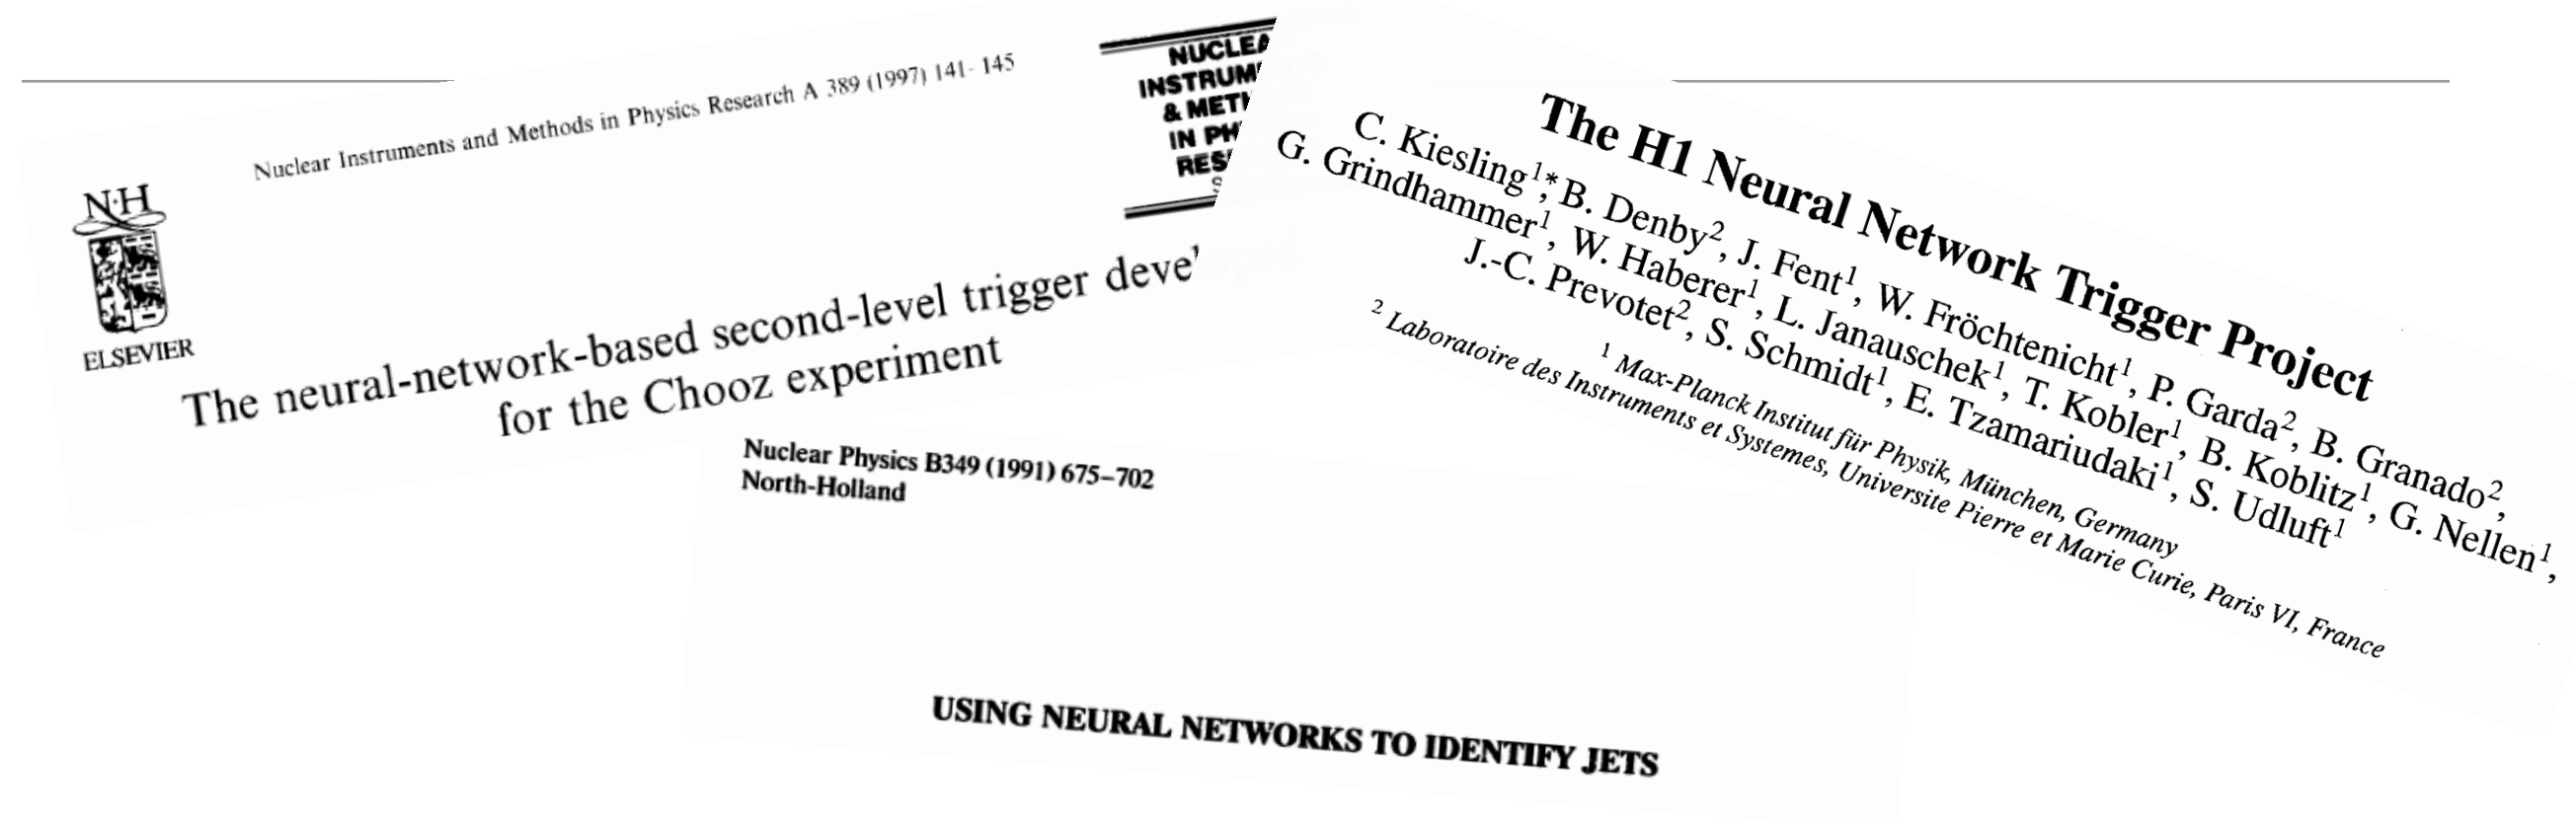 Nuclear Instruments and Methods in Physics Research A 389 (1997) 141-145
N·H
ELSEVIER
The neural-network-based second-level trigger
for the Chooz experiment
The H1 Neural Network Trigger Project
C. Kiesling1,* B. Denby2, J. Fent1, W. Fröchtenicht1, P. Garda2, B. Granado2,
G. Grindhammer1, W. Haberer1, L. Janauschek1, T. Kobler1, B. Koblitz1, G. Nellen1,
J.-C. Prevotet2, S. Schmidt1, E. Tzamariudaki1, S. Udluft1
1 Max-Planck Institut für Physik, München, Germany
2 Laboratoire des Instruments et Systemes, Universite Pierre et Marie Curie, Paris VI, France
Nuclear Physics B349 (1991) 675–702
North-Holland
USING NEURAL NETWORKS TO IDENTIFY JETS